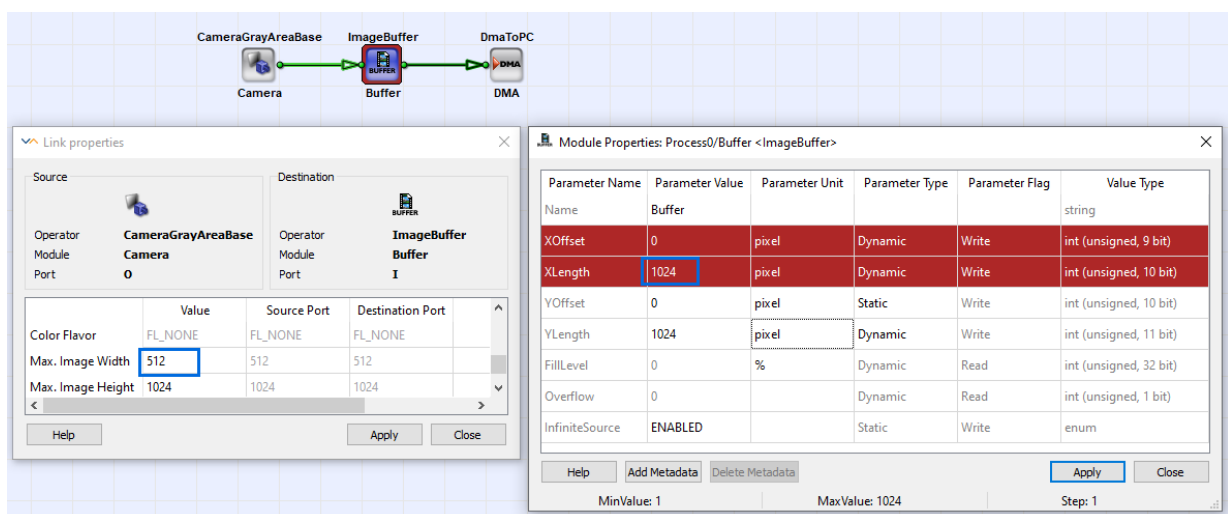 CameraGrayAreaBase ImageBuffer DmaToPC
BUFFER DMA
Camera Buffer DMA
Link properties
Source Destination
BUFFER
Operator CameraGrayAreaBase Operator ImageBuffer
Module Camera Module Buffer
Port O Port I
Value Source Port Destination Port
Color Flavor FL_NONE FL_NONE FL_NONE
Max. Image Width 512 512 512
Max. Image Height 1024 1024 1024
Help Apply Close
BUFFER
Module Properties: Process0/Buffer <ImageBuffer>
Parameter Name Parameter Value Parameter Unit Parameter Type Parameter Flag Value Type
Name Buffer string
XOffset 0 pixel Dynamic Write int (unsigned, 9 bit)
XLength 1024 pixel Dynamic Write int (unsigned, 10 bit)
YOffset 0 pixel Static Write int (unsigned, 10 bit)
YLength 1024 pixel Dynamic Write int (unsigned, 11 bit)
FillLevel 0 % Dynamic Read int (unsigned, 32 bit)
Overflow 0 Dynamic Read int (unsigned, 1 bit)
InfiniteSource ENABLED Static Write enum
Help Add Metadata Delete Metadata Apply Close
MinValue: 1 MaxValue: 1024 Step: 1